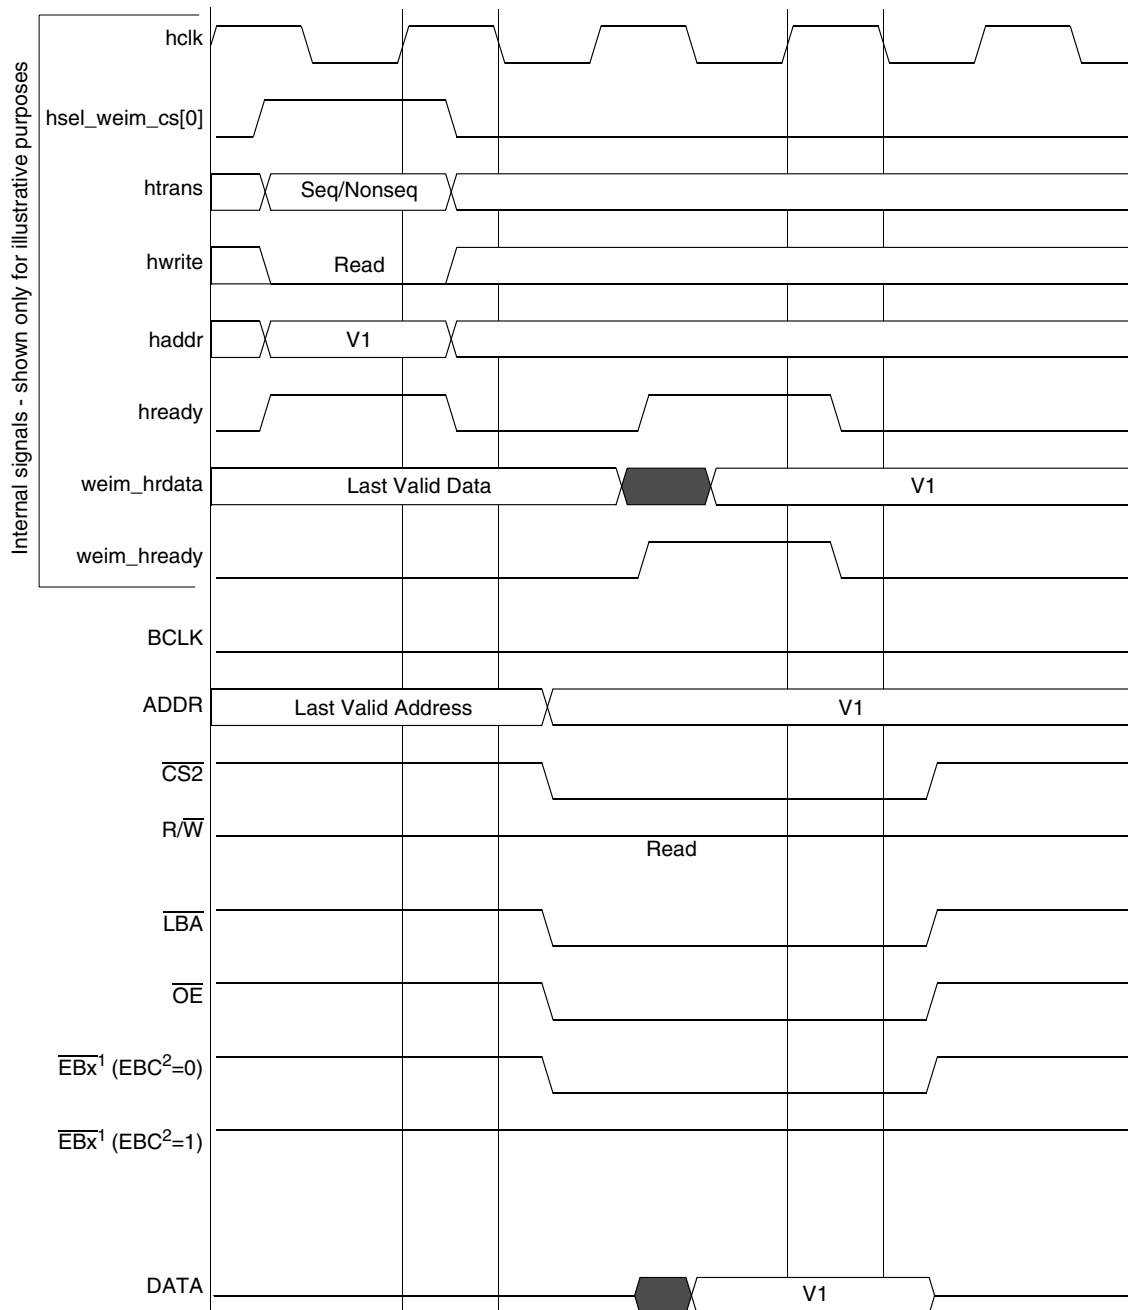 Internal signals - shown only for illustrative purposes
hclk
hsel_weim_cs[0]
htrans Seq/Nonseq
hwrite Read
haddr V1
hready
weim_hrdata Last Valid Data V1
weim_hready
BCLK
ADDR Last Valid Address V1
CS2
R/W
Read
LBA
OE
EBx1 (EBC2=0)
EBx1 (EBC2=1)
DATA V1